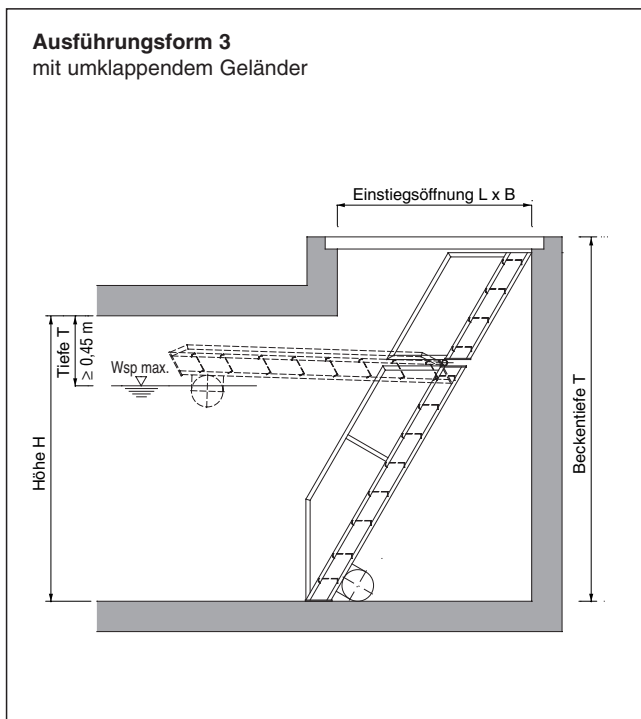 Ausführungsform 3
mit umklappendem Geländer
Einstiegsöffnung L x B
Tiefe T
≥ 0,45 m
Wsp max.
Höhe H
Beckentiefe T